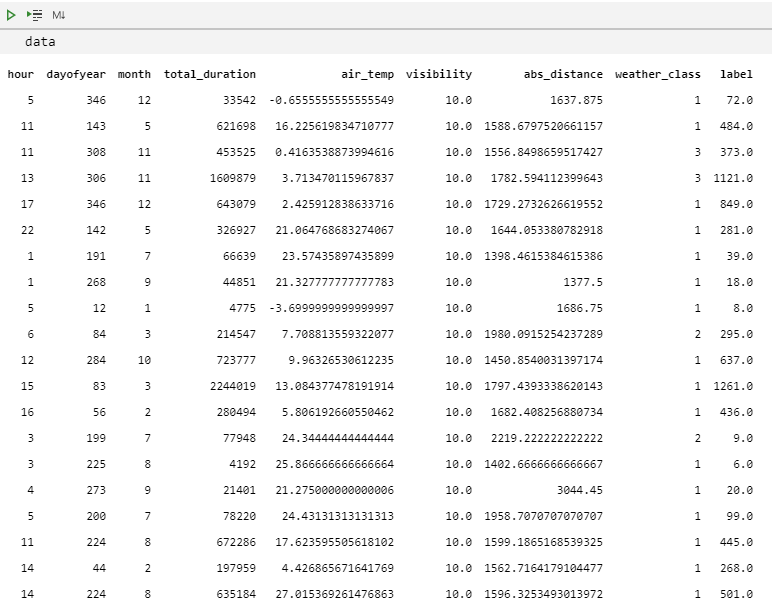 M↓
data
hour dayofyear month total_duration air_temp visibility abs_distance weather_class label
5 346 12 33542 -0.6555555555555549 10.0 1637.875 1 72.0
11 143 5 621698 16.225619834710777 10.0 1588.6797520661157 1 484.0
11 308 11 453525 0.4163538873994616 10.0 1556.8498659517427 3 373.0
13 306 11 1609879 3.713470115967837 10.0 1782.594112399643 3 1121.0
17 346 12 643079 2.425912838633716 10.0 1729.2732626619552 1 849.0
22 142 5 326927 21.064768683274067 10.0 1644.053380782918 1 281.0
1 191 7 66639 23.57435897435899 10.0 1398.4615384615386 1 39.0
1 268 9 44851 21.327777777777783 10.0 1377.5 1 18.0
5 12 1 4775 -3.6999999999999997 10.0 1686.75 1 8.0
6 84 3 214547 7.708813559322077 10.0 1980.0915254237289 2 295.0
12 284 10 723777 9.96326530612235 10.0 1450.8540031397174 1 637.0
15 83 3 2244019 13.084377478191914 10.0 1797.4393338620143 1 1261.0
16 56 2 280494 5.806192660550462 10.0 1682.408256880734 1 436.0
3 199 7 77948 24.34444444444444 10.0 2219.222222222222 2 9.0
3 225 8 4192 25.866666666666664 10.0 1402.6666666666667 1 6.0
4 273 9 21401 21.275000000000006 10.0 3044.45 1 20.0
5 200 7 78220 24.43131313131313 10.0 1958.7070707070707 1 99.0
11 224 8 672286 17.623595505618102 10.0 1599.1865168539325 1 445.0
14 44 2 197959 4.426865671641769 10.0 1562.7164179104477 1 268.0
14 224 8 635184 27.015369261476863 10.0 1596.3253493013972 1 501.0